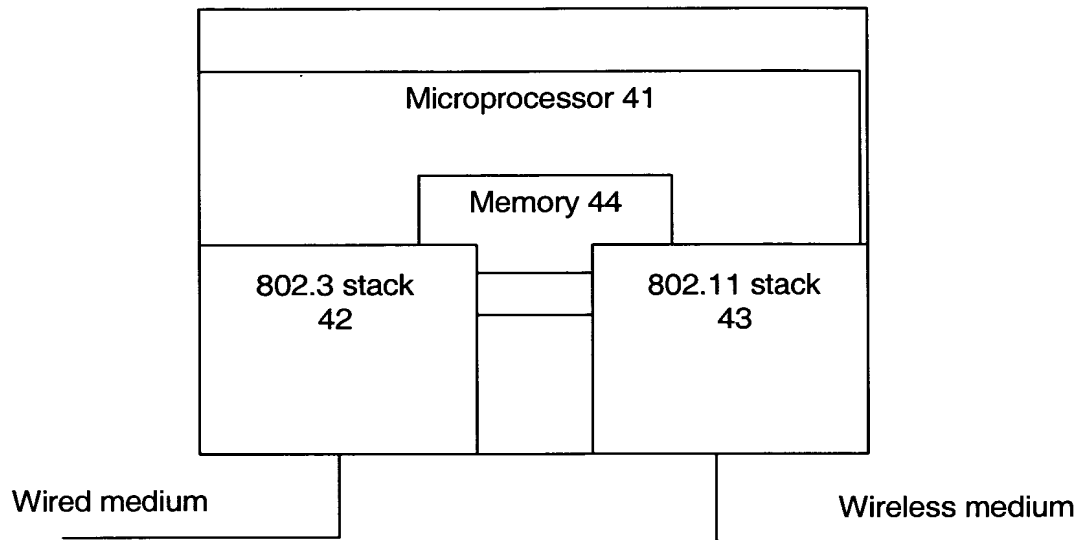 Microprocessor 41
Memory 44
802.3 stack
42
802.11 stack
43
Wired medium
Wireless medium